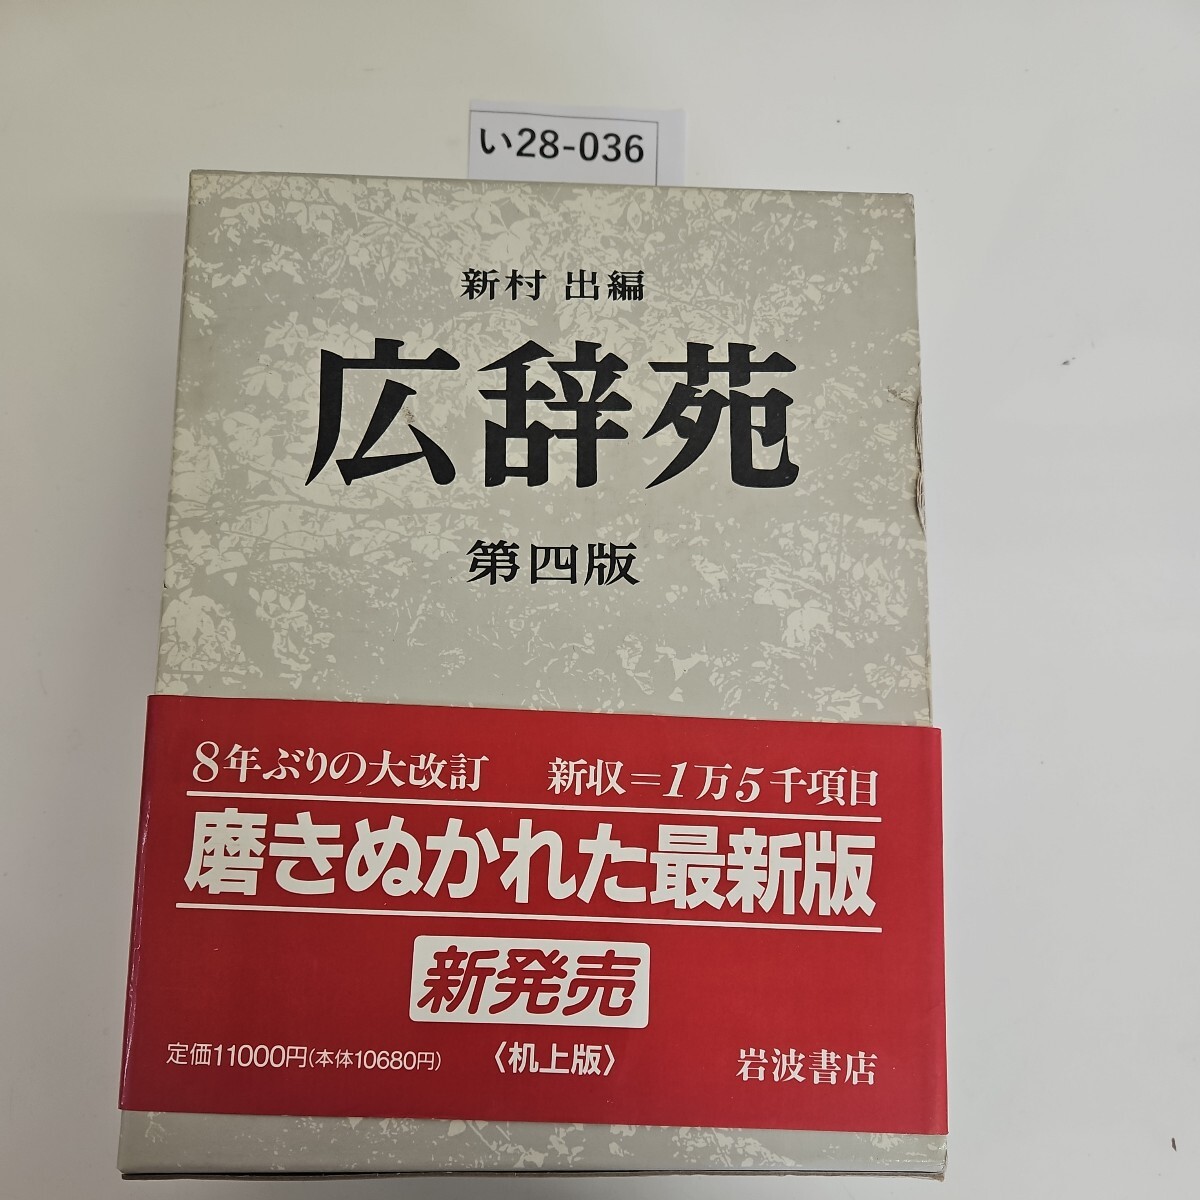 い28-036
新村 出編
広辞苑
第四版
8年ぶりの大改訂 新収=1万5千項目
磨きぬかれた最新版
新発売
定価11000円(本体10680円) 〈机上版〉 岩波書店